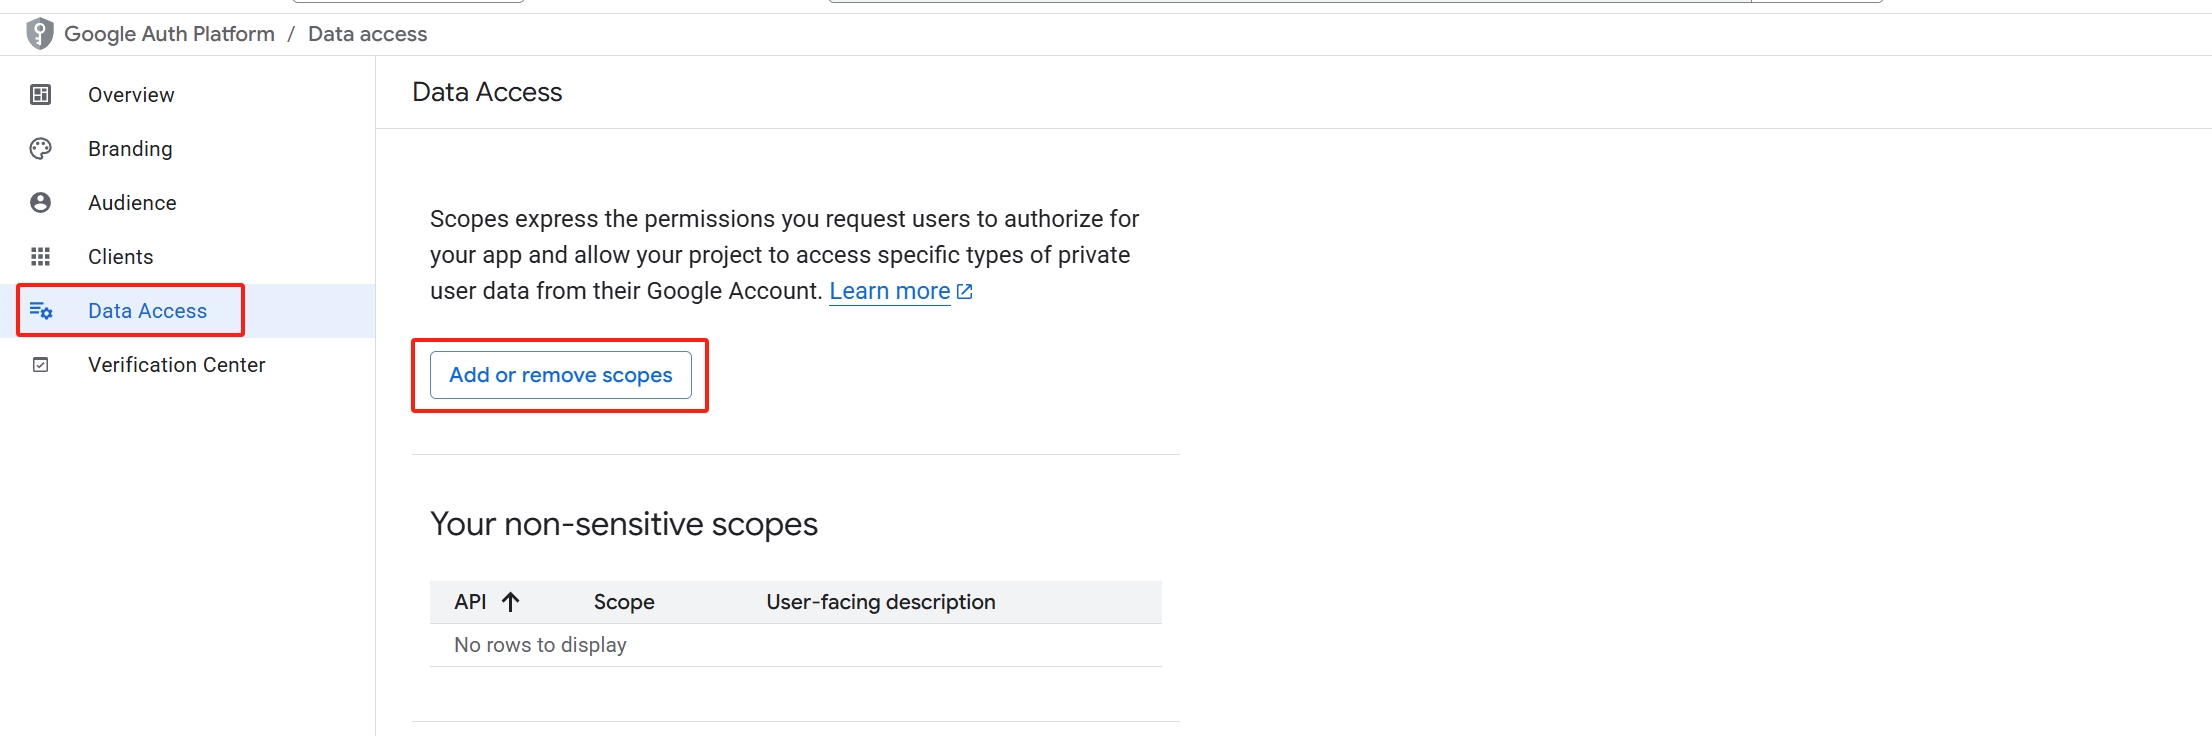 Google Auth Platform / Data access
Overview
Branding
Audience
Clients
Data Access
Verification Center
Data Access
Scopes express the permissions you request users to authorize for
your app and allow your project to access specific types of private
user data from their Google Account. Learn more
Add or remove scopes
Your non-sensitive scopes
API Scope User-facing description
No rows to display